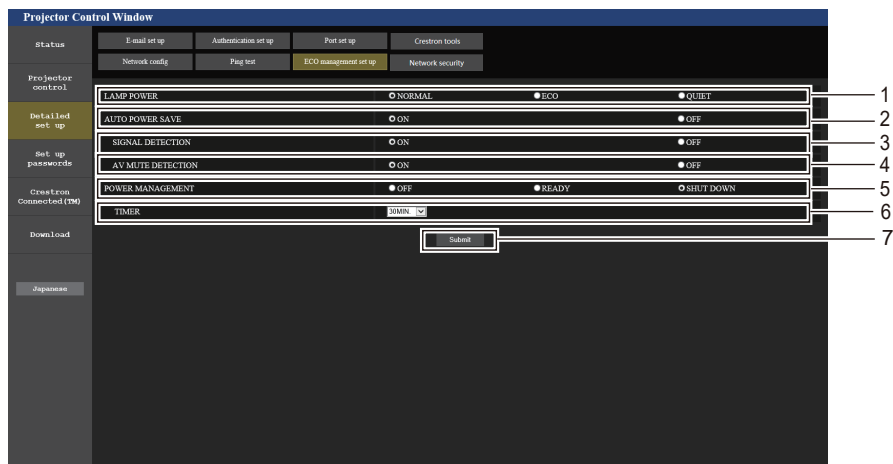 Projector Control Window
Status
E-mail set up
Authentication set up
Port set up
Crestron tools
Network config
Ping test
ECO management set up
Network security
Projector
control
Detailed
set up
Set up
passwords
Crestron
Connected(TM)
Download
Japanese
LAMP POWER NORMAL ECO QUIET 1
AUTO POWER SAVE ON OFF 2
SIGNAL DETECTION ON OFF 3
AV MUTE DETECTION ON OFF 4
POWER MANAGEMENT OFF READY SHUT DOWN 5
TIMER 30MIN. 6
Submit 7